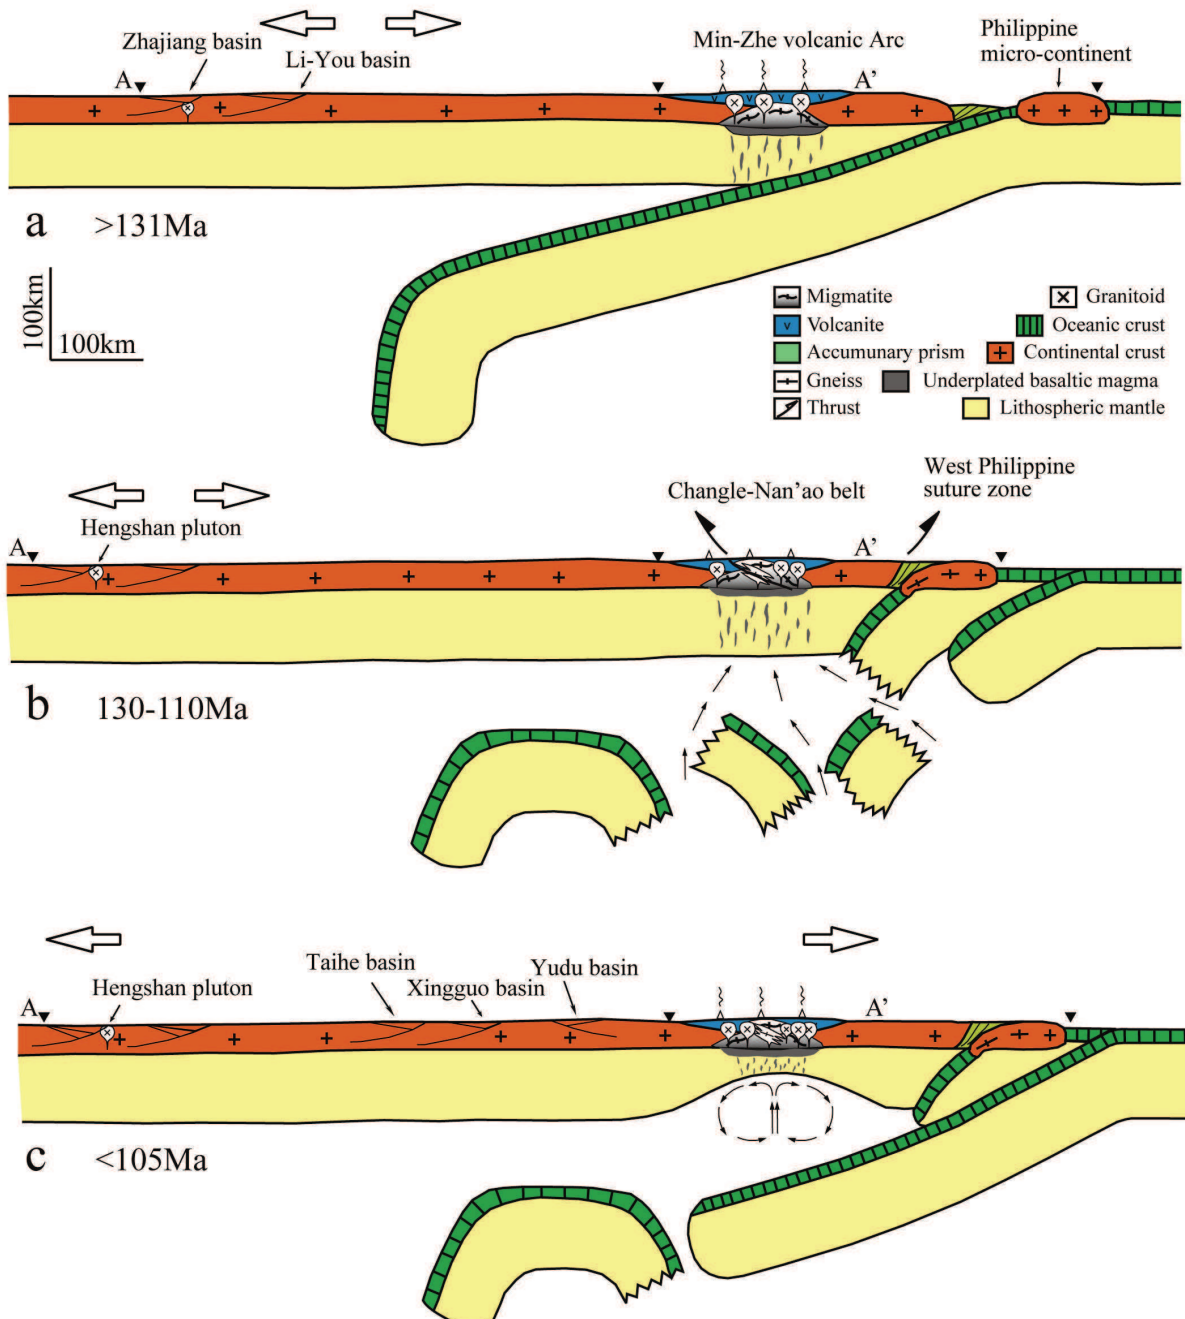 Zhajiang basin
Li-You basin
Min-Zhe volcanic Arc
Philippine
micro-continent
A
A’
a >131Ma
100km
100km
Migmatite
Granitoid
Volcanite
Oceanic crust
Accumunary prism
Continental crust
Gneiss
Underplated basaltic magma
Thrust
Lithospheric mantle
Hengshan pluton
Changle-Nan’ao belt
West Philippine
suture zone
A
A’
b 130-110Ma
Hengshan pluton
Taihe basin
Xingguo basin
Yudu basin
A
A’
c <105Ma